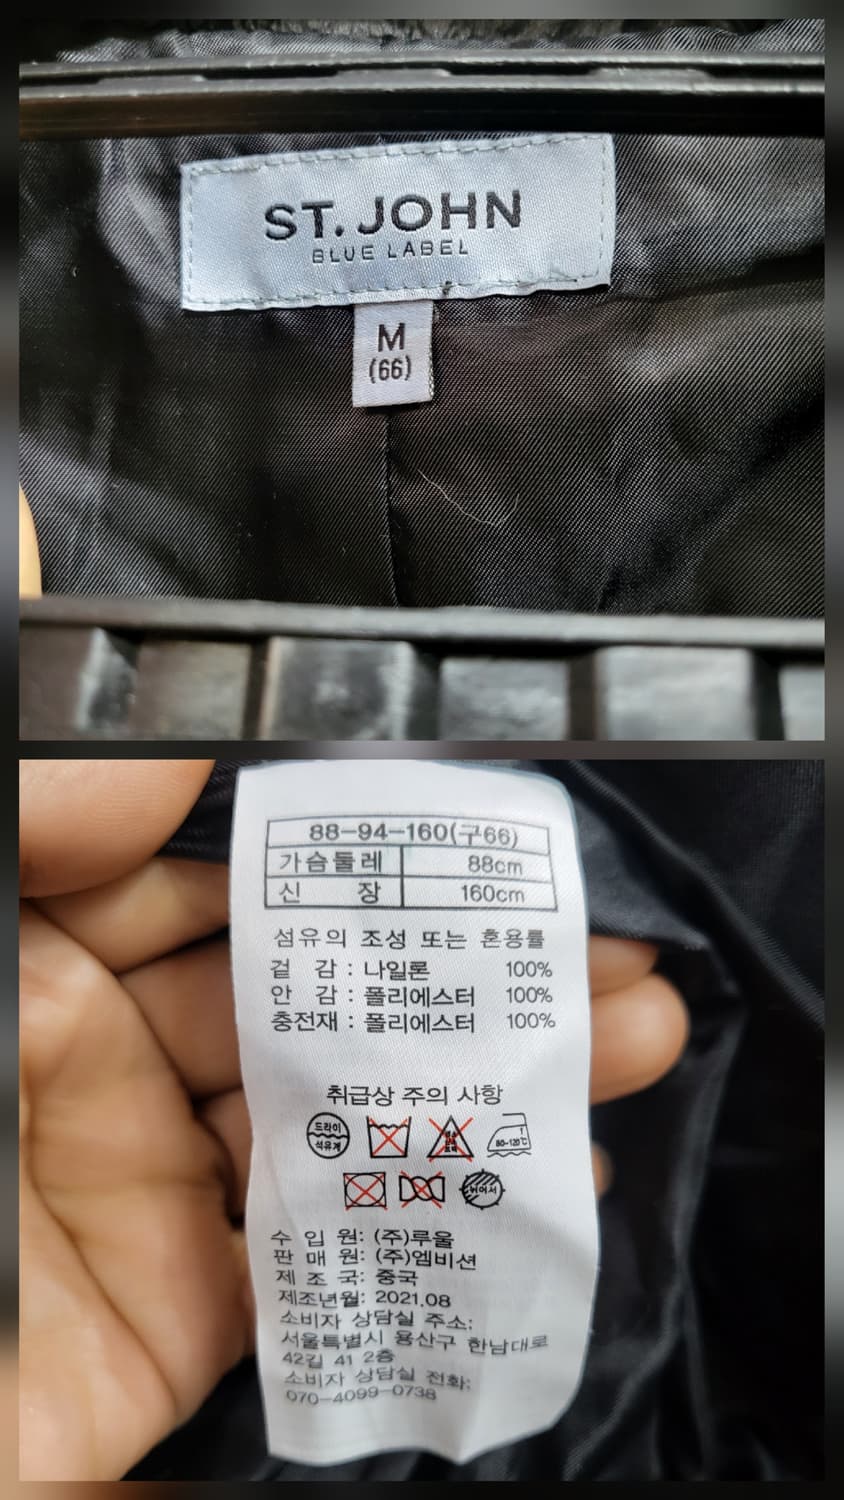 ST. JOHN
BLUE LABEL
M
(66)
88-94-160(구66)
가슴둘레 88cm
신 장 160cm
섬유의 조성 또는 혼용률
겉 감 : 나일론 100%
안 감 : 폴리에스터 100%
충전재 : 폴리에스터 100%
취급상 주의 사항
드라이
석유계
80-120℃
뉘어서
수 입 원: (주)루울
판 매 원: (주)엠비션
제 조 국: 중국
제조년월: 2021.08
소비자 상담실 주소:
서울특별시 용산구 한남대로
42길 41 2층
소비자 상담실 전화:
070-4099-0738